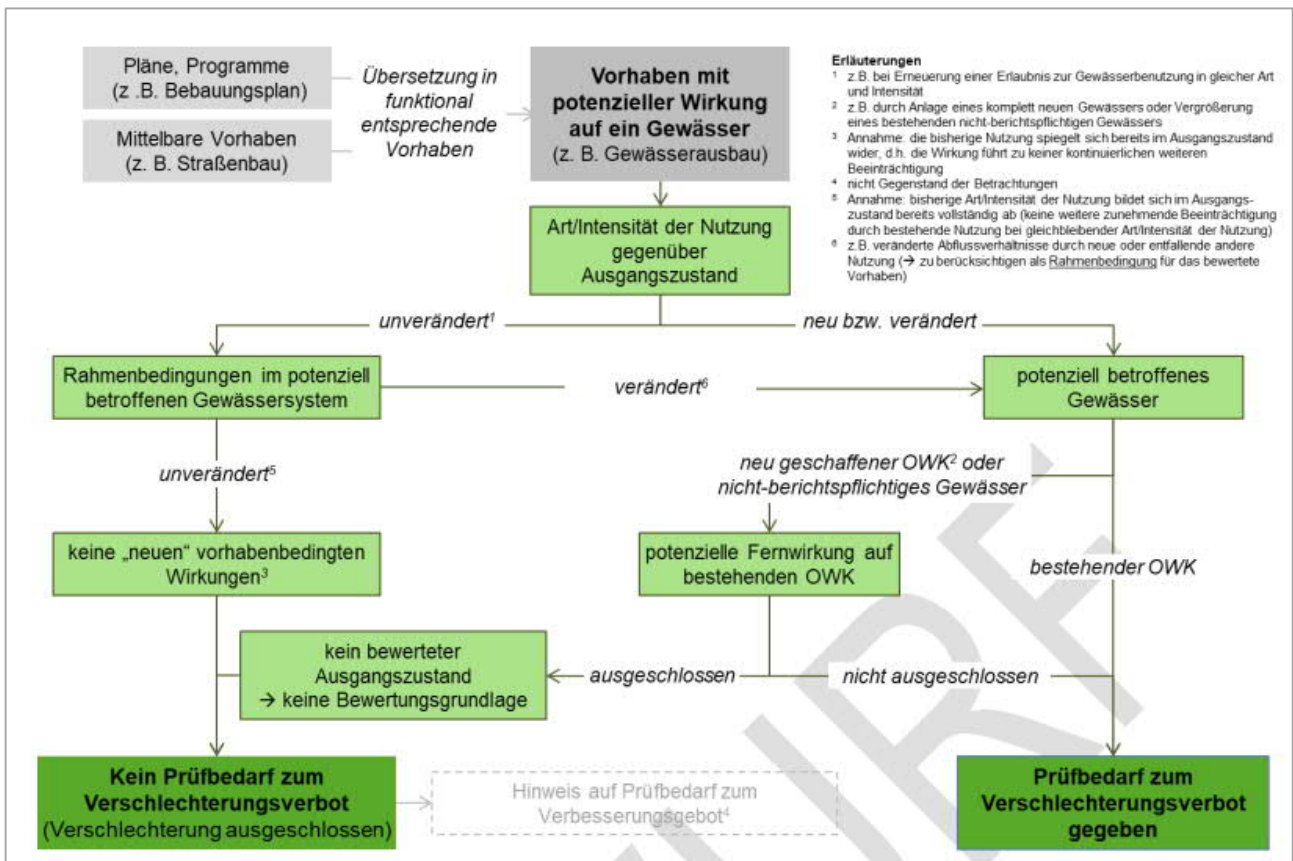 Pläne, Programme
(z .B. Bebauungsplan)
Mittelbare Vorhaben
(z. B. Straßenbau)
Übersetzung in
funktional
entsprechende
Vorhaben
Vorhaben mit
potenzieller Wirkung
auf ein Gewässer
(z. B. Gewässerausbau)
Erläuterungen
1 z.B. bei Erneuerung einer Erlaubnis zur Gewässerbenutzung in gleicher Art
und Intensität
2 z.B. durch Anlage eines komplett neuen Gewässers oder Vergrößerung
eines bestehenden nicht-berichtspflichtigen Gewässers
3 Annahme: die bisherige Nutzung spiegelt sich bereits im Ausgangszustand
wider, d.h. die Wirkung führt zu keiner kontinuierlichen weiteren
Beeinträchtigung
4 nicht Gegenstand der Betrachtungen
5 Annahme: bisherige Art/Intensität der Nutzung bildet sich im Ausgangs-
zustand bereits vollständig ab (keine weitere zunehmende Beeinträchtigung
durch bestehende Nutzung bei gleichbleibender Art/Intensität der Nutzung)
6 z.B. veränderte Abflussverhältnisse durch neue oder entfallende andere
Nutzung (→ zu berücksichtigen als Rahmenbedingung für das bewertete
Vorhaben)
Art/Intensität der Nutzung
gegenüber
Ausgangszustand
unverändert¹
neu bzw. verändert
Rahmenbedingungen im potenziell
betroffenen Gewässersystem
verändert⁶
potenziell betroffenes
Gewässer
unverändert⁵
neu geschaffener OWK² oder
nicht-berichtspflichtiges Gewässer
keine „neuen“ vorhabenbedingten
Wirkungen³
potenzielle Fernwirkung auf
bestehenden OWK
bestehender OWK
kein bewerteter
Ausgangszustand
→ keine Bewertungsgrundlage
ausgeschlossen
nicht ausgeschlossen
Kein Prüfbedarf zum
Verschlechterungsverbot
(Verschlechterung ausgeschlossen)
Hinweis auf Prüfbedarf zum
Verbesserungsgebot⁴
Prüfbedarf zum
Verschlechterungsverbot
gegeben